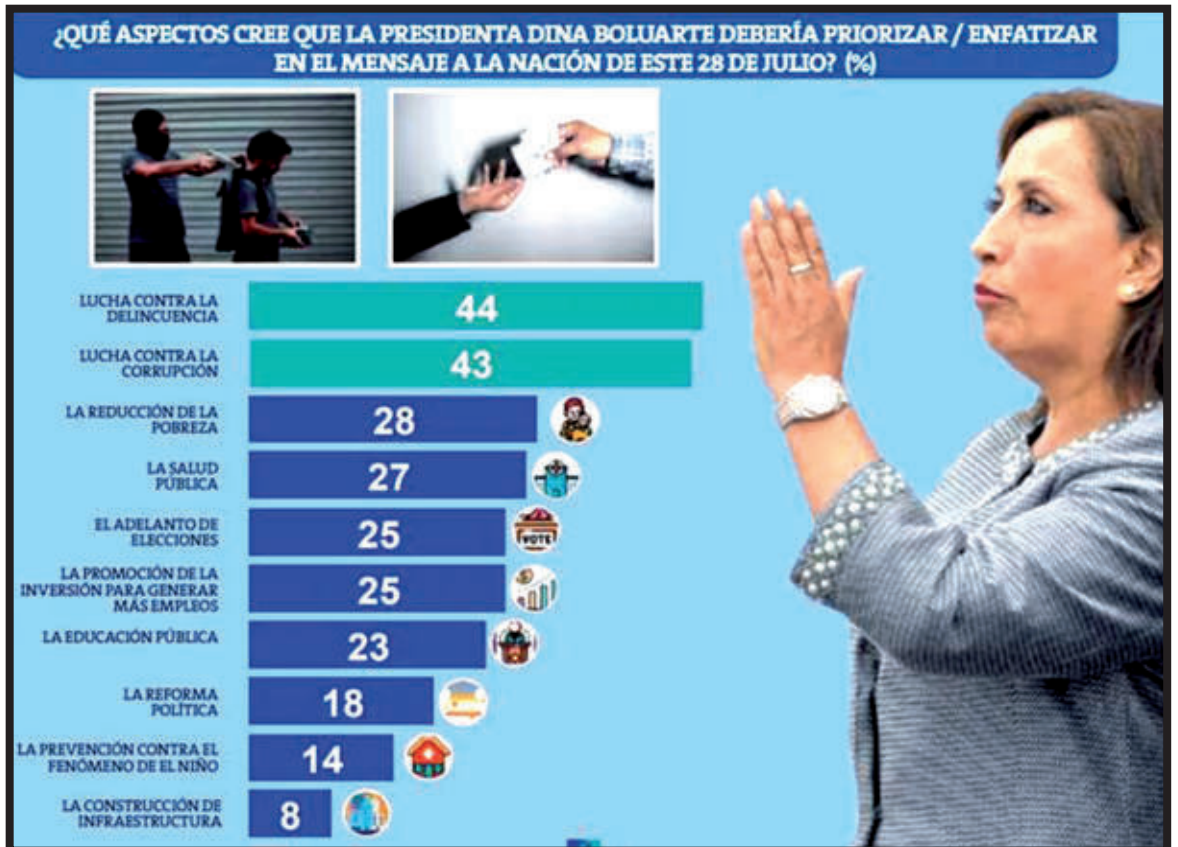 ¿QUÉ ASPECTOS CREE QUE LA PRESIDENTA DINA BOLUARTE DEBERÍA PRIORIZAR / ENFATIZAR
EN EL MENSAJE A LA NACIÓN DE ESTE 28 DE JULIO? (%)
LUCHA CONTRA LA
DELINCUENCIA
44
LUCHA CONTRA LA
CORRUPCIÓN
43
LA REDUCCIÓN DE LA
POBREZA
28
LA SALUD
PÚBLICA
27
EL ADELANTO DE
ELECCIONES
25
VOTE
LA PROMOCIÓN DE LA
INVERSIÓN PARA GENERAR
MÁS EMPLEOS
25
LA EDUCACIÓN PÚBLICA
23
LA REFORMA
POLÍTICA
18
LA PREVENCIÓN CONTRA EL
FENÓMENO DE EL NIÑO
14
LA CONSTRUCCIÓN DE
INFRAESTRUCTURA
8